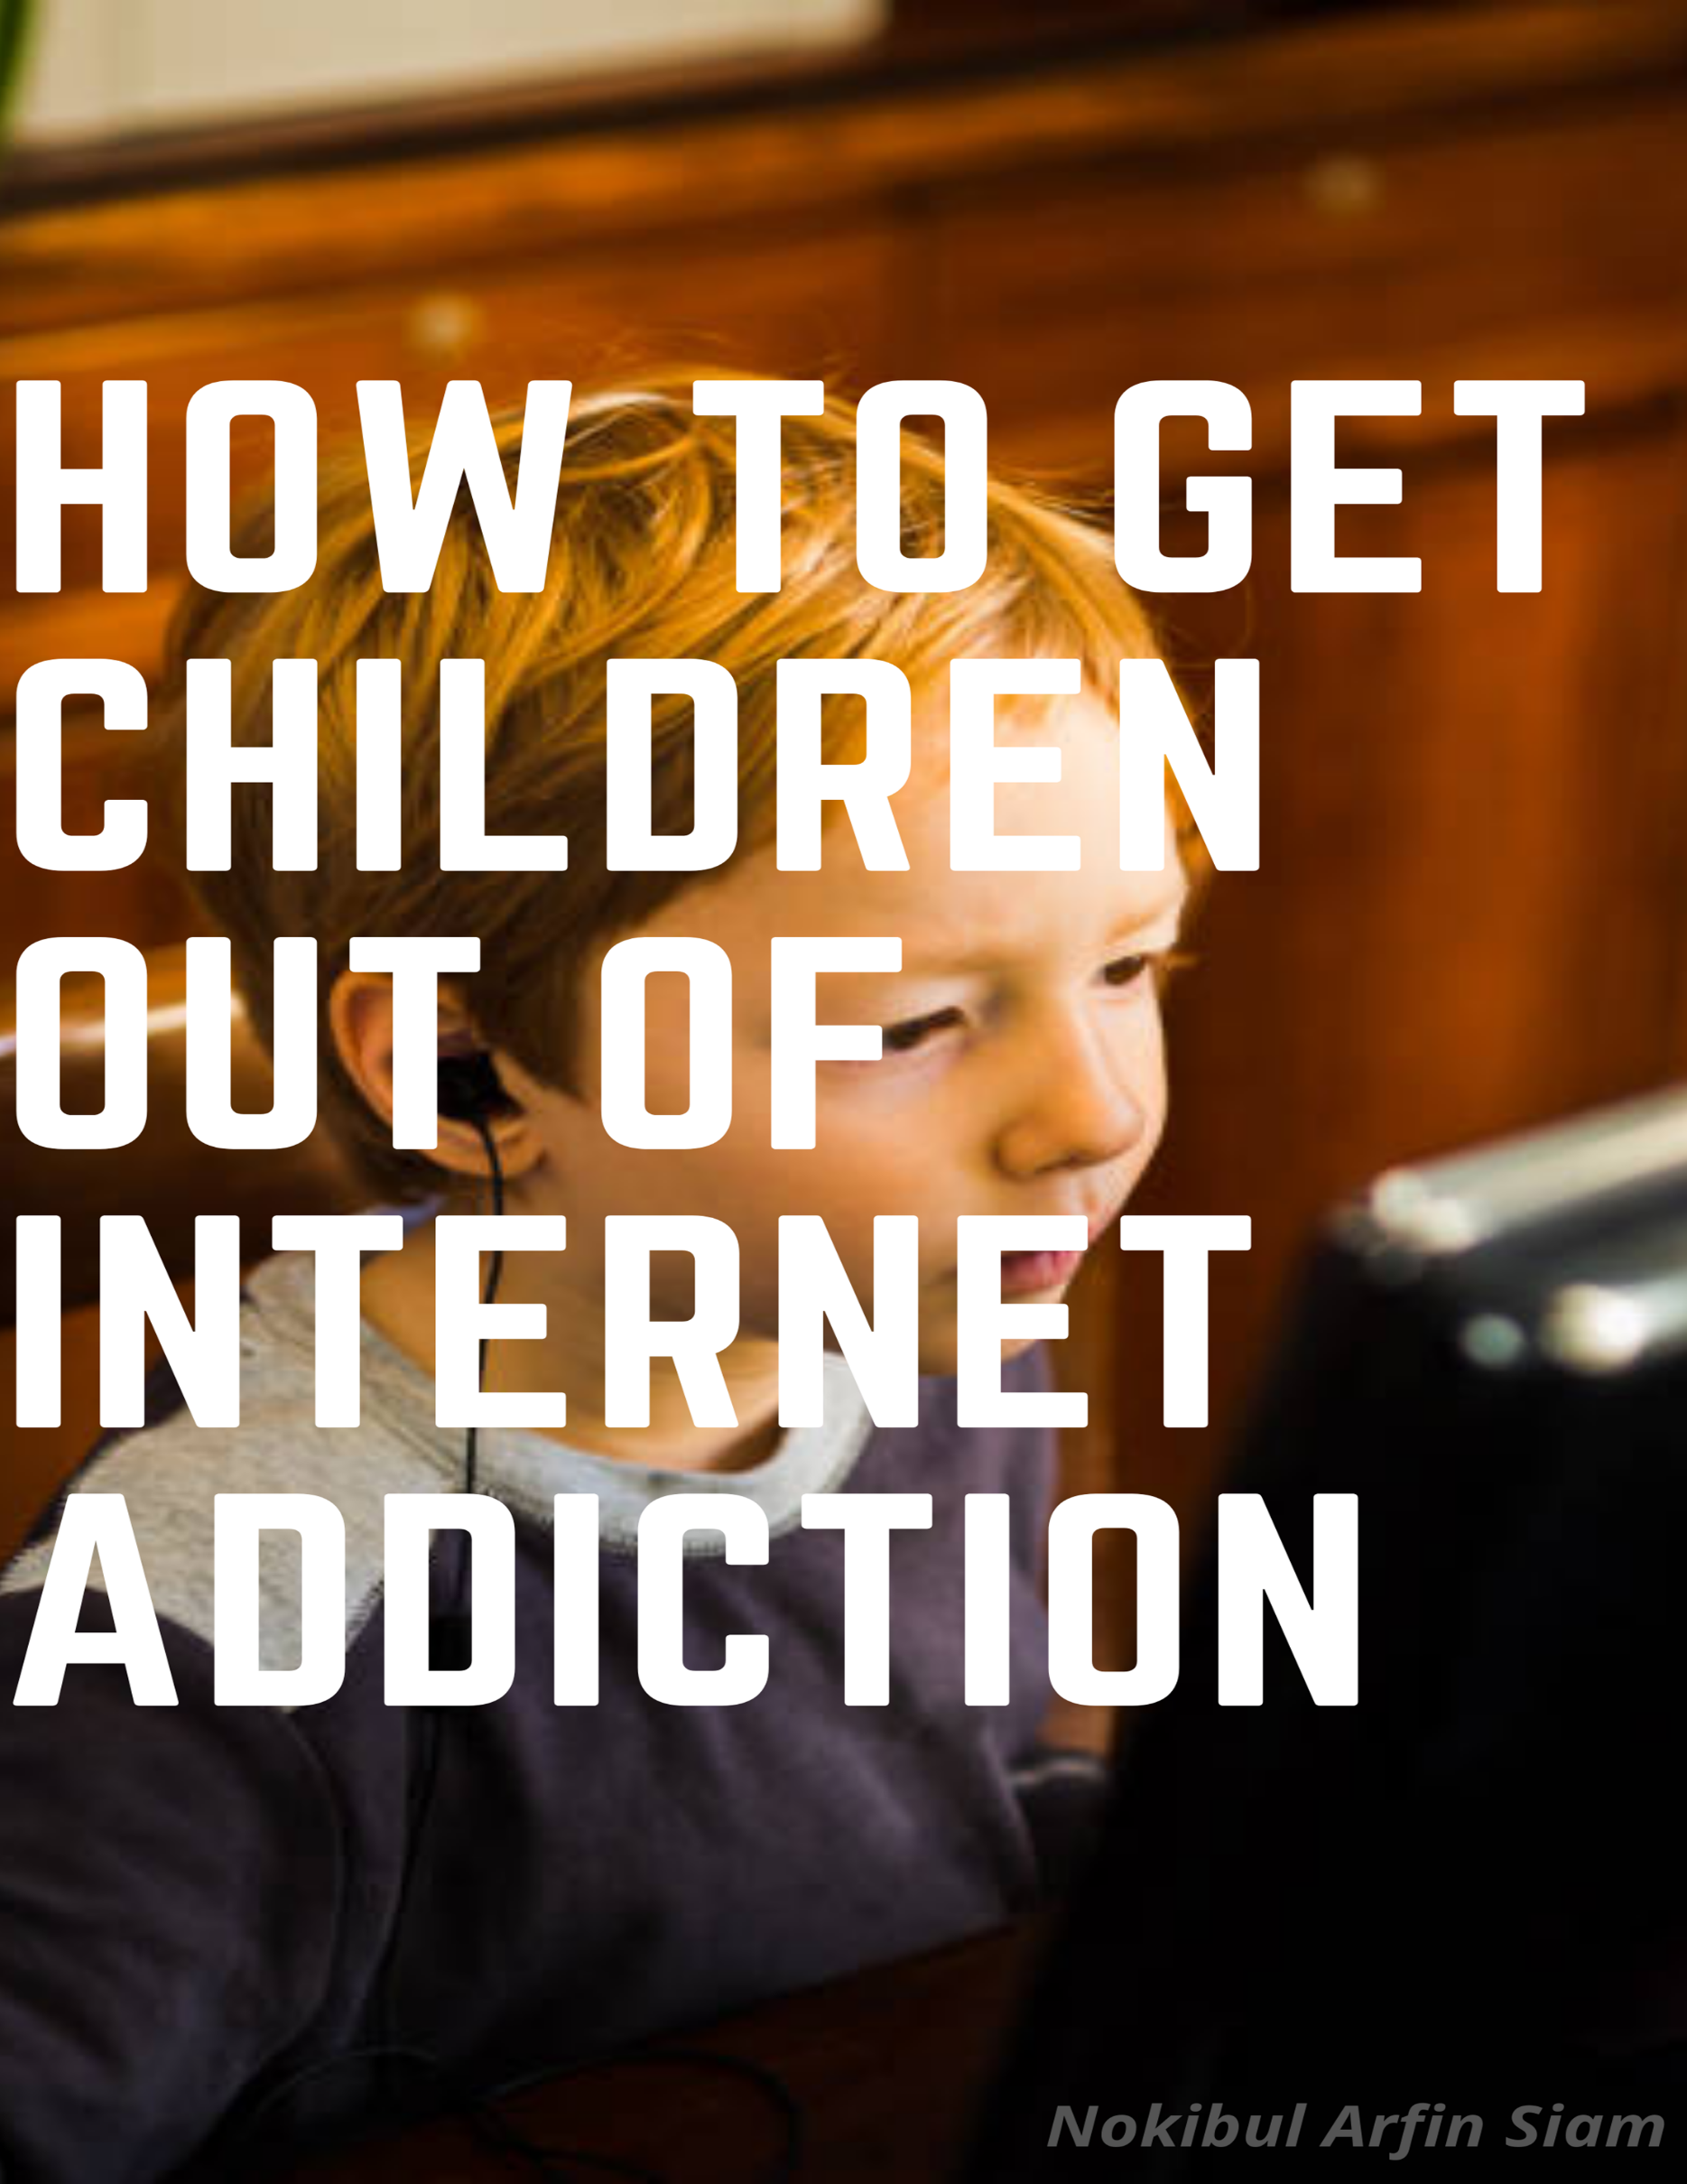 HOW TO GET
CHILDREN
OUT OF
INTERNET
ADDICTION
Nokibul Arfin Siam